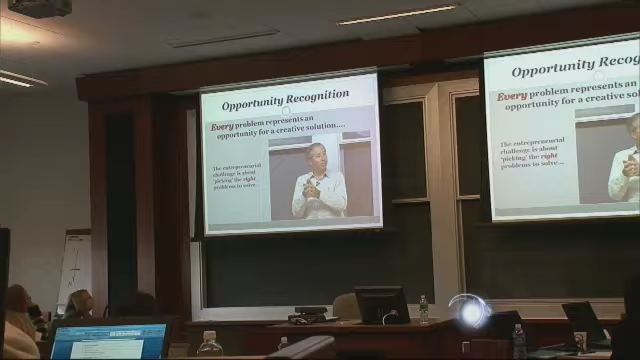 Opportunity Recognition
Every problem represents an
opportunity for a creative solution....
The entrepreneurial
challenge is about
'picking' the right
problems to solve...
Opportunity Recog
Every problem represents an
opportunity for a creative sol
The entrepreneurial
challenge is about
'picking' the right
problems to solve...